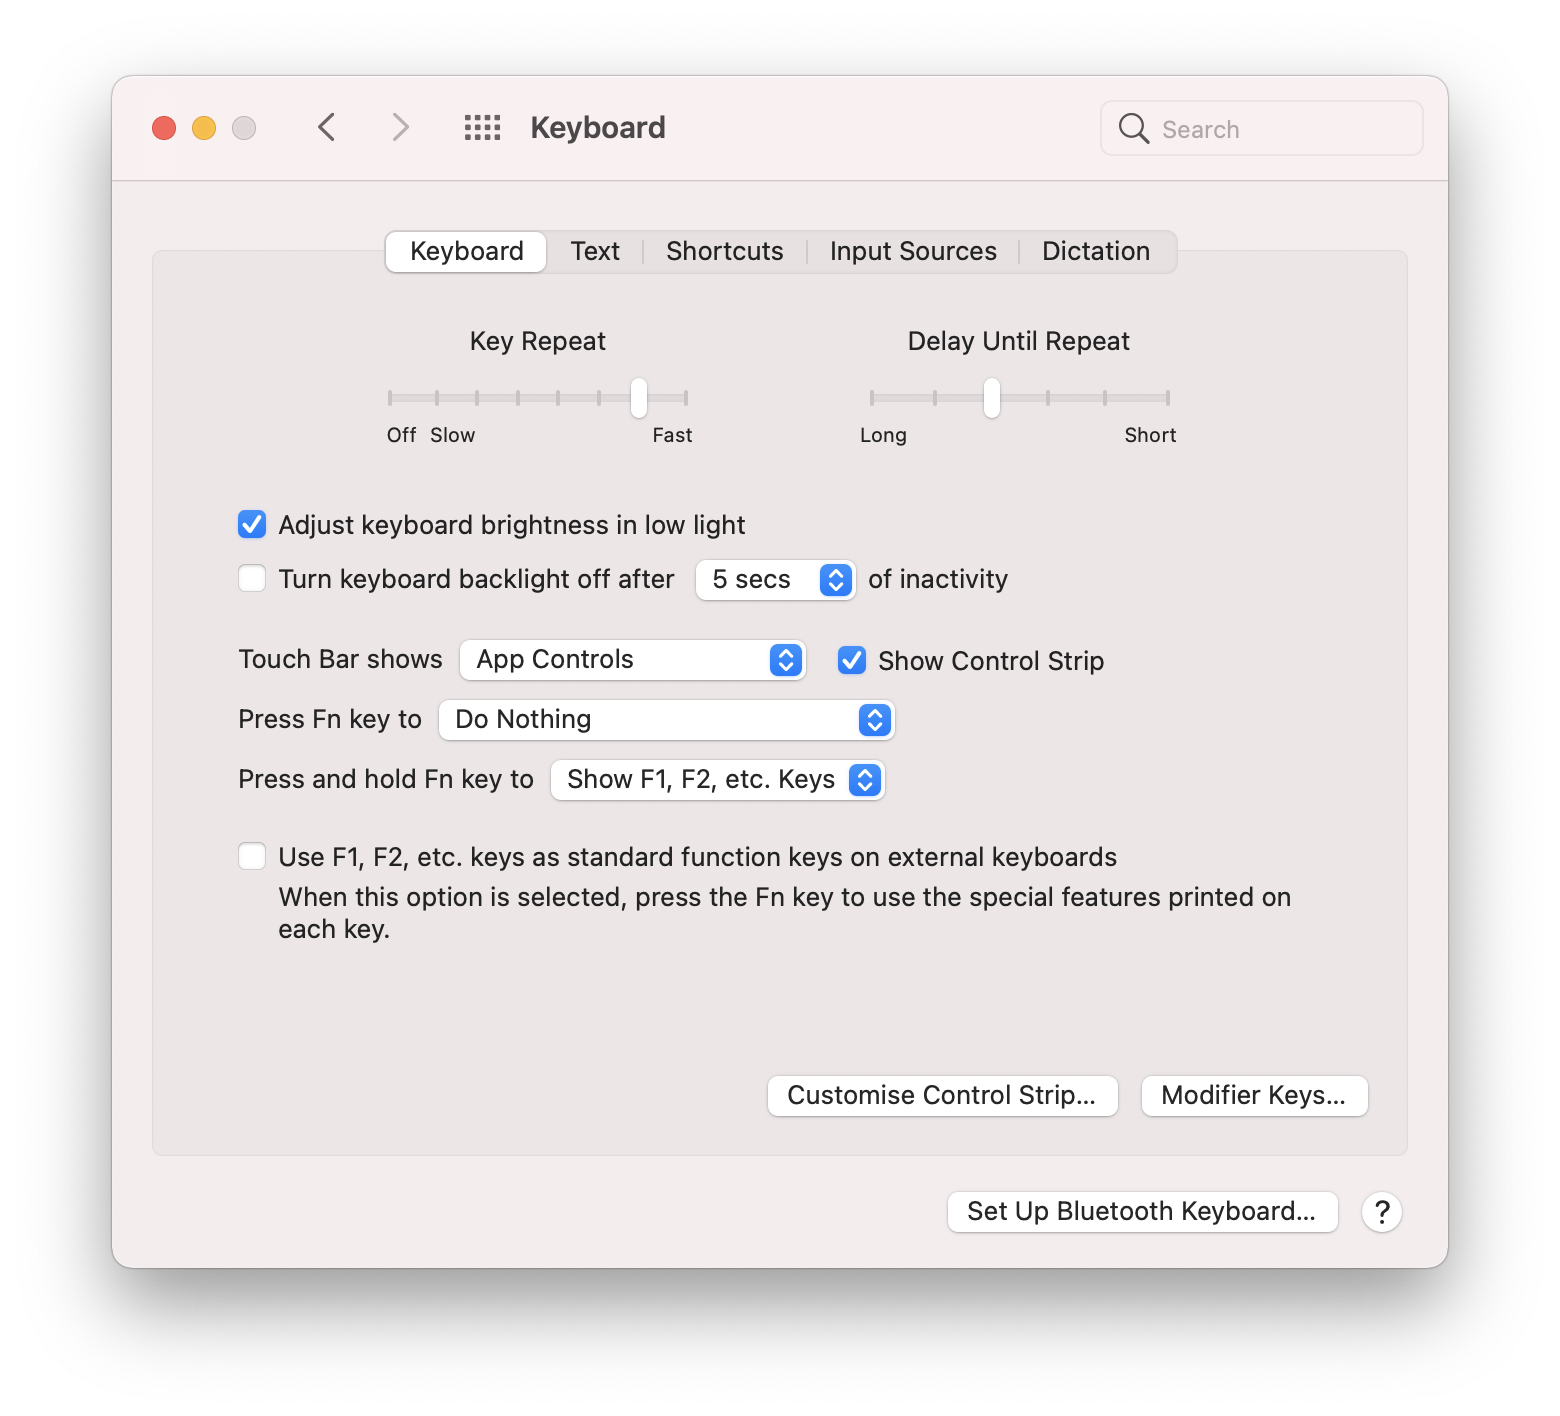 Keyboard
Search
Keyboard Text Shortcuts Input Sources Dictation
Key Repeat
Off Slow Fast
Delay Until Repeat
Long Short
Adjust keyboard brightness in low light
Turn keyboard backlight off after 5 secs of inactivity
Touch Bar shows App Controls Show Control Strip
Press Fn key to Do Nothing
Press and hold Fn key to Show F1, F2, etc. Keys
Use F1, F2, etc. keys as standard function keys on external keyboards
When this option is selected, press the Fn key to use the special features printed on
each key.
Customise Control Strip... Modifier Keys...
Set Up Bluetooth Keyboard... ?